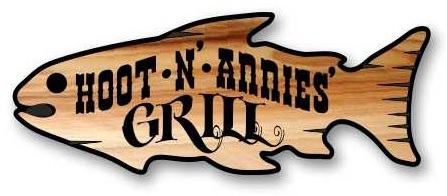 HOOT · N' · ANNIES'
GRILL